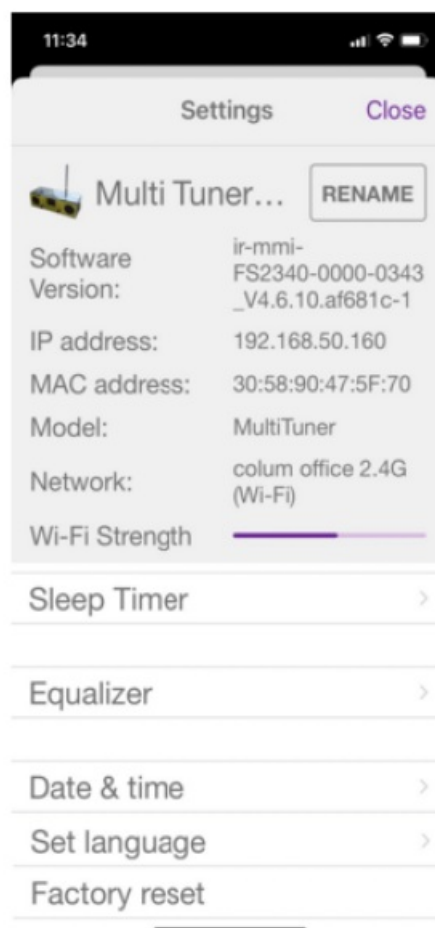 11:34
Settings Close
Multi Tuner... RENAME
Software
Version:
ir-mmi-
FS2340-0000-0343
_V4.6.10.af681c-1
IP address: 192.168.50.160
MAC address: 30:58:90:47:5F:70
Model: MultiTuner
Network:
colum office 2.4G
(Wi-Fi)
Wi-Fi Strength
Sleep Timer
Equalizer
Date & time
Set language
Factory reset